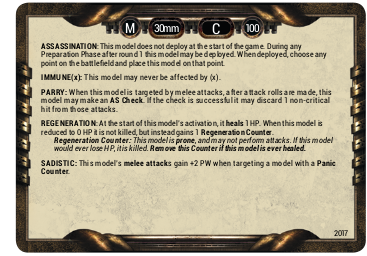 M 30mm C 100
ASSASSINATION: This model does not deploy at the start of the game. During any
Preparation Phase after round 1 this model may be deployed. When deployed, choose any
point on the battlefield and place this model on that point.
IMMUNE(x): This model may never be affected by (x).
PARRY: When this model is targeted by melee attacks, after attack rolls are made, this
model may make an AS Check. If the check is successful it may discard 1 non-critical
hit from those attacks.
REGENERATION: At the start of this model's activation, it heals 1 HP. When this model is
reduced to 0 HP it is not killed, but instead gains 1 Regeneration Counter.
Regeneration Counter: This model is prone, and may not perform attacks. If this model
would ever lose HP, it is killed. Remove this Counter if this model is ever healed.
SADISTIC: This model's melee attacks gain +2 PW when targeting a model with a Panic
Counter.
2017